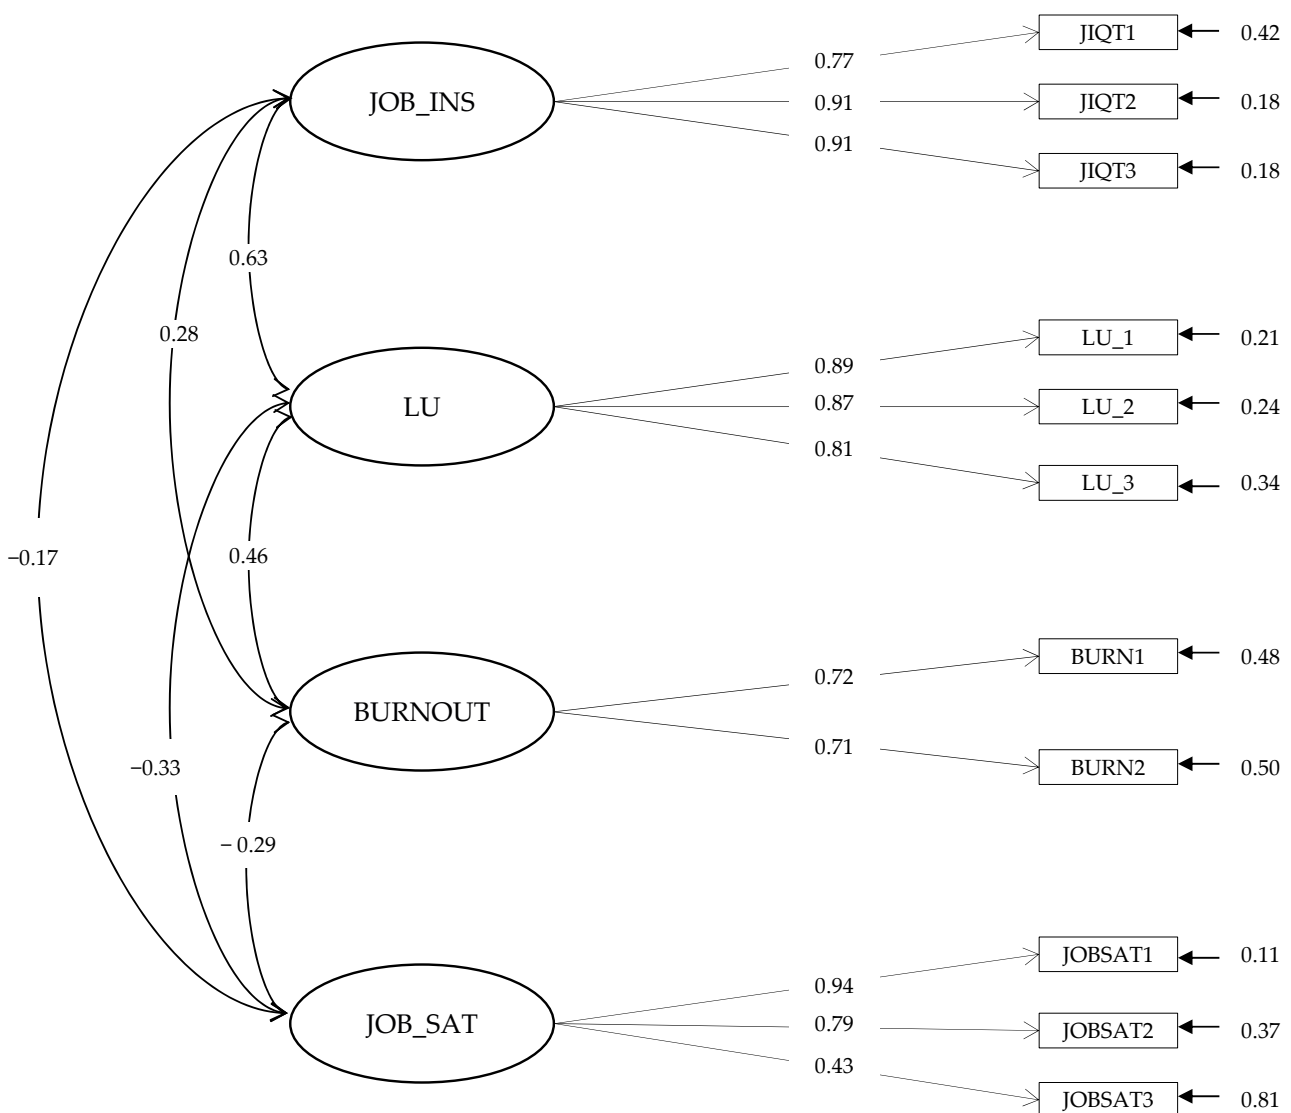 JIQT1
0.42
JOB_INS
0.77
0.91
JIQT2
0.18
0.91
JIQT3
0.18
0.63
0.28
LU_1
0.21
0.89
LU
0.87
LU_2
0.24
0.81
LU_3
0.34
−0.17
0.46
BURN1
0.48
0.72
BURNOUT
0.71
BURN2
0.50
−0.33
− 0.29
JOBSAT1
0.11
0.94
JOB_SAT
0.79
JOBSAT2
0.37
0.43
JOBSAT3
0.81